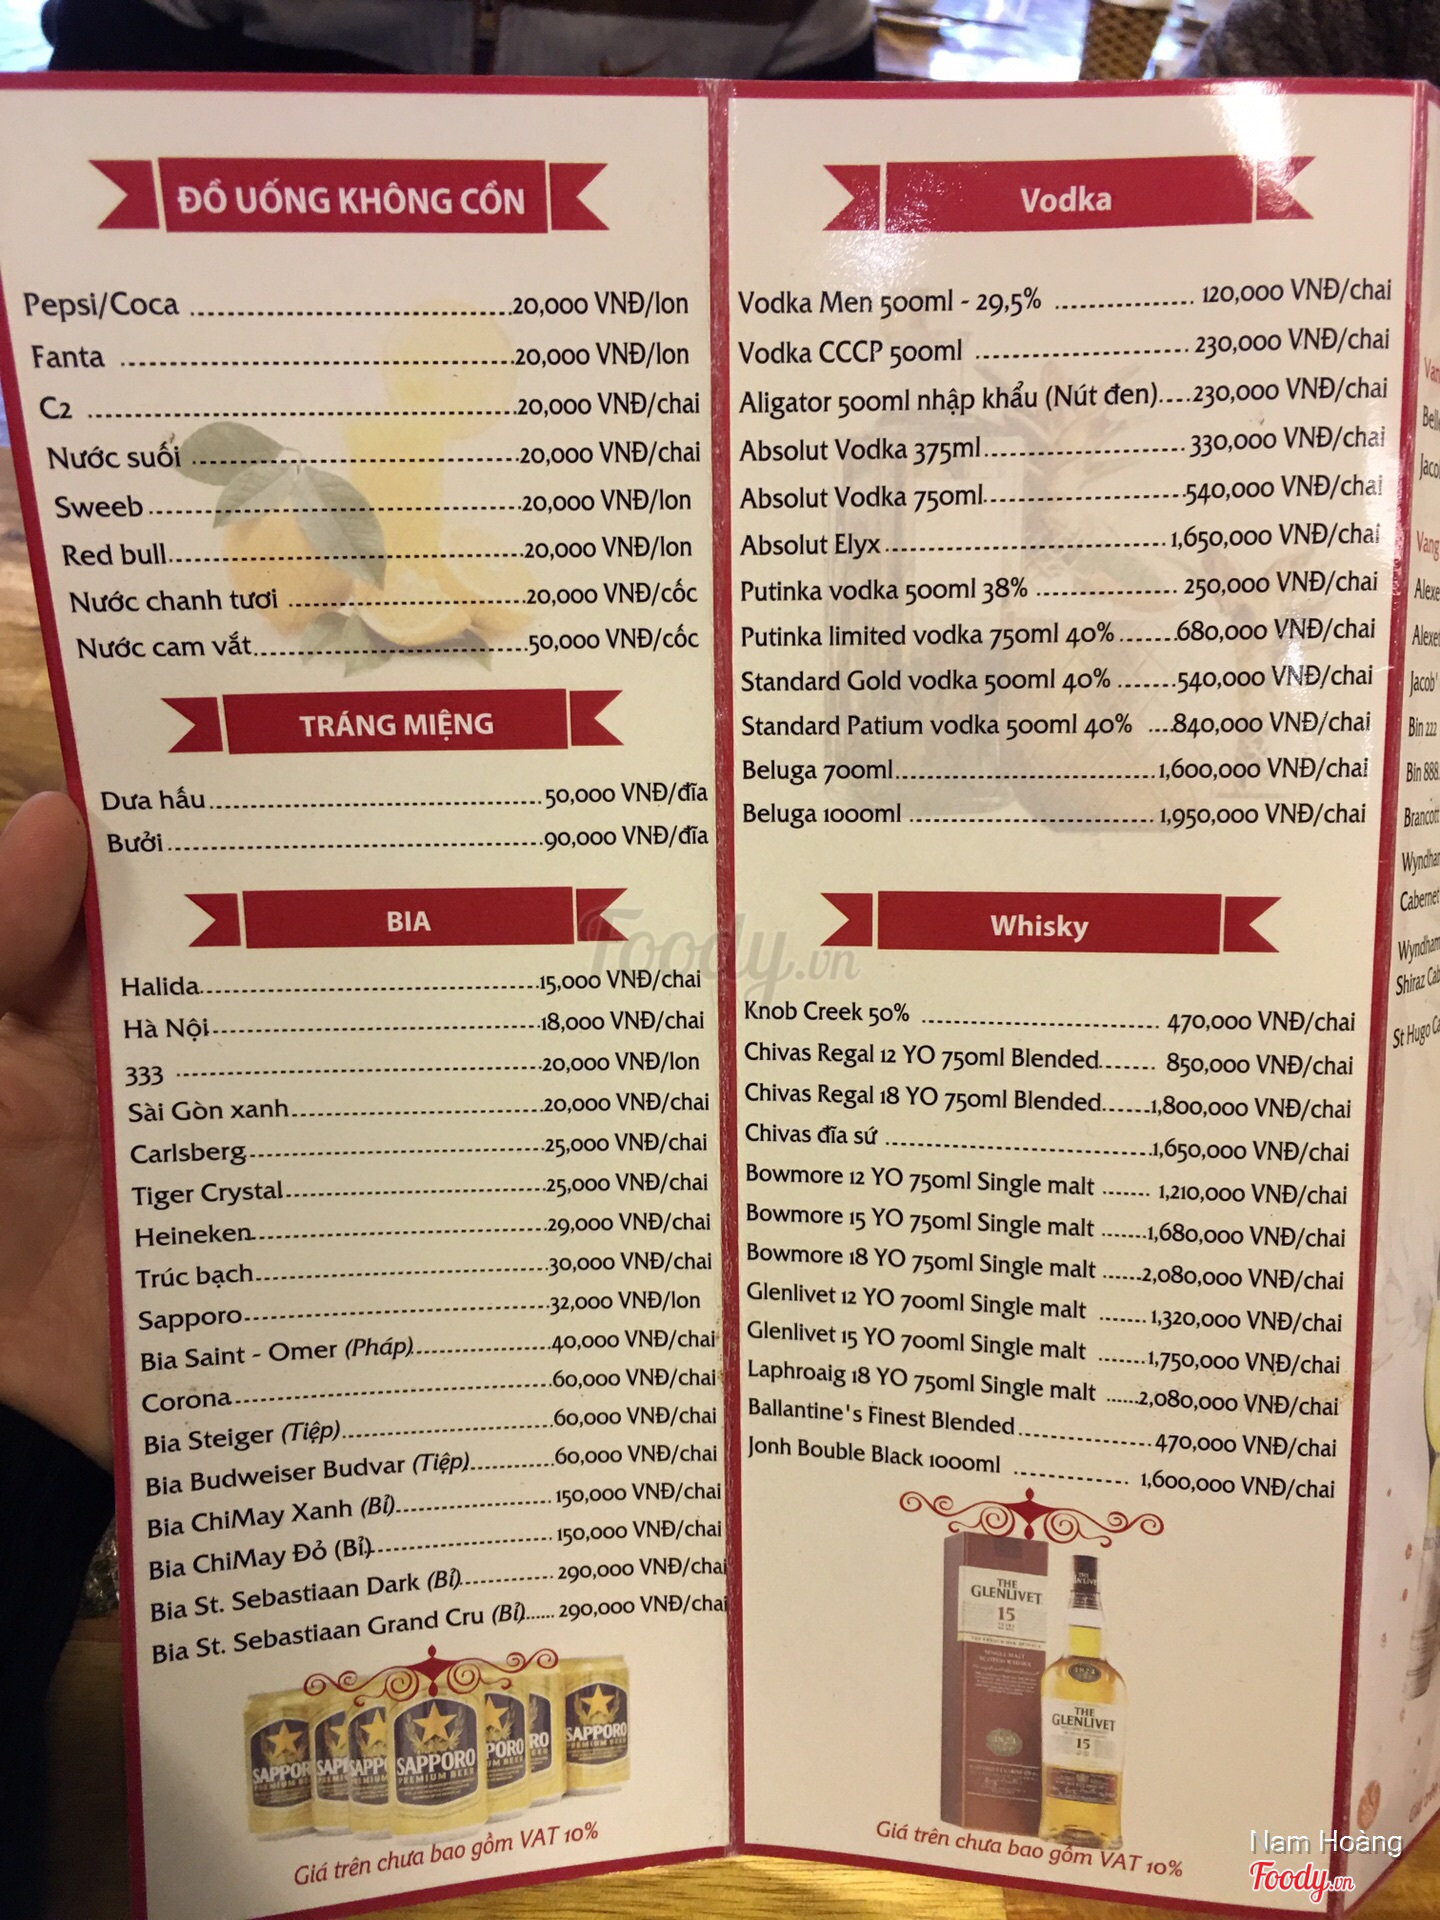 ĐỒ UỐNG KHÔNG CỒN
Pepsi/Coca 20,000 VNĐ/lon
Fanta 20,000 VNĐ/lon
C2 20,000 VNĐ/chai
Nước suối 20,000 VNĐ/chai
Sweeb 20,000 VNĐ/lon
Red bull 20,000 VNĐ/lon
Nước chanh tươi 20,000 VNĐ/cốc
Nước cam vắt 50,000 VNĐ/cốc
TRÁNG MIỆNG
Dưa hấu 50,000 VNĐ/đĩa
Bưởi 90,000 VNĐ/đĩa
BIA
Halida 15,000 VNĐ/chai
Hà Nội 18,000 VNĐ/chai
333 20,000 VNĐ/lon
Sài Gòn xanh 20,000 VNĐ/chai
Carlsberg 25,000 VNĐ/chai
Tiger Crystal 25,000 VNĐ/chai
Heineken 29,000 VNĐ/chai
Trúc bạch 30,000 VNĐ/chai
Sapporo 32,000 VNĐ/lon
Bia Saint - Omer (Pháp) 40,000 VNĐ/chai
Corona 60,000 VNĐ/chai
Bia Steiger (Tiệp) 60,000 VNĐ/chai
Bia Budweiser Budvar (Tiệp) 60,000 VNĐ/chai
Bia ChiMay Xanh (Bỉ) 150,000 VNĐ/chai
Bia ChiMay Đỏ (Bỉ) 150,000 VNĐ/chai
Bia St. Sebastiaan Dark (Bỉ) 290,000 VNĐ/chai
Bia St. Sebastiaan Grand Cru (Bỉ) 290,000 VNĐ/chai
SAPPORO
PREMIUM BEER
SAPPORO
Giá trên chưa bao gồm VAT 10%
Vodka
Vodka Men 500ml - 29,5% 120,000 VNĐ/chai
Vodka CCCP 500ml 230,000 VNĐ/chai
Aligator 500ml nhập khẩu (Nút đen) 230,000 VNĐ/chai
Absolut Vodka 375ml 330,000 VNĐ/chai
Absolut Vodka 750ml 540,000 VNĐ/chai
Absolut Elyx 1,650,000 VNĐ/chai
Putinka vodka 500ml 38% 250,000 VNĐ/chai
Putinka limited vodka 750ml 40% 680,000 VNĐ/chai
Standard Gold vodka 500ml 40% 540,000 VNĐ/chai
Standard Patium vodka 500ml 40% 840,000 VNĐ/chai
Beluga 700ml 1,600,000 VNĐ/chai
Beluga 1000ml 1,950,000 VNĐ/chai
Whisky
Knob Creek 50% 470,000 VNĐ/chai
Chivas Regal 12 YO 750ml Blended 850,000 VNĐ/chai
Chivas Regal 18 YO 750ml Blended 1,800,000 VNĐ/chai
Chivas đĩa sứ 1,650,000 VNĐ/chai
Bowmore 12 YO 750ml Single malt 1,210,000 VNĐ/chai
Bowmore 15 YO 750ml Single malt 1,680,000 VNĐ/chai
Bowmore 18 YO 750ml Single malt 2,080,000 VNĐ/chai
Glenlivet 12 YO 700ml Single malt 1,320,000 VNĐ/chai
Glenlivet 15 YO 700ml Single malt 1,750,000 VNĐ/chai
Laphroaig 18 YO 750ml Single malt 2,080,000 VNĐ/chai
Ballantine's Finest Blended 470,000 VNĐ/chai
Jonh Bouble Black 1000ml 1,600,000 VNĐ/chai
THE
GLENLIVET
15
THE
GLENLIVET
15
Giá trên chưa bao gồm VAT 10%
Vang
Bin 222
Bin 888
Brancott
Cabernet
Foody.vn
Nam Hoàng
Foody.vn